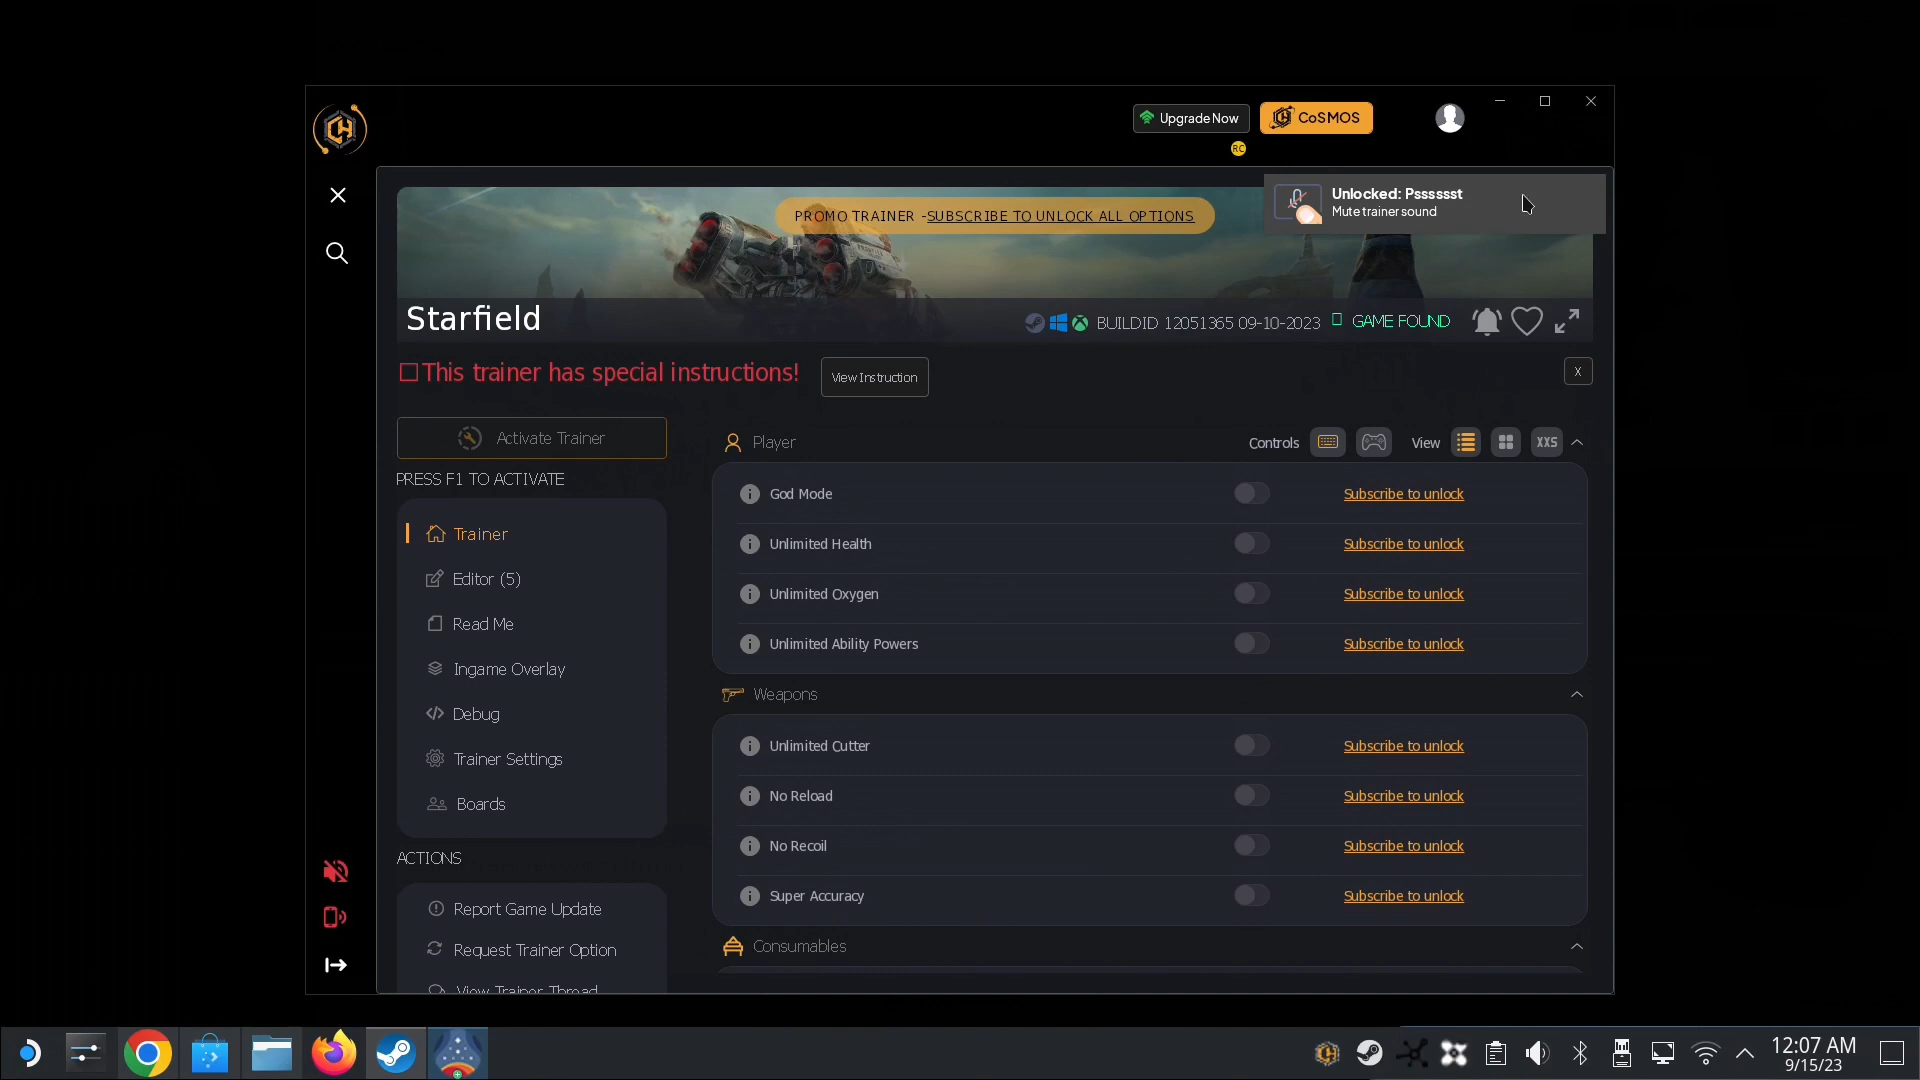 Upgrade Now
CoSMOS
RC
PROMO TRAINER -SUBSCRIBE TO UNLOCK ALL OPTIONS
Unlocked: Psssssst
Mute trainer sound
Starfield
BUILDID 12051365 09-10-2023
GAME FOUND
This trainer has special instructions!
View Instruction
X
Activate Trainer
PRESS F1 TO ACTIVATE
Trainer
Editor (5)
Read Me
Ingame Overlay
Debug
Trainer Settings
Boards
ACTIONS
Report Game Update
Request Trainer Option
View Trainer Thread
Player
Controls
View
XXS
God Mode
Subscribe to unlock
Unlimited Health
Subscribe to unlock
Unlimited Oxygen
Subscribe to unlock
Unlimited Ability Powers
Subscribe to unlock
Weapons
Unlimited Cutter
Subscribe to unlock
No Reload
Subscribe to unlock
No Recoil
Subscribe to unlock
Super Accuracy
Subscribe to unlock
Consumables
12:07 AM
9/15/23